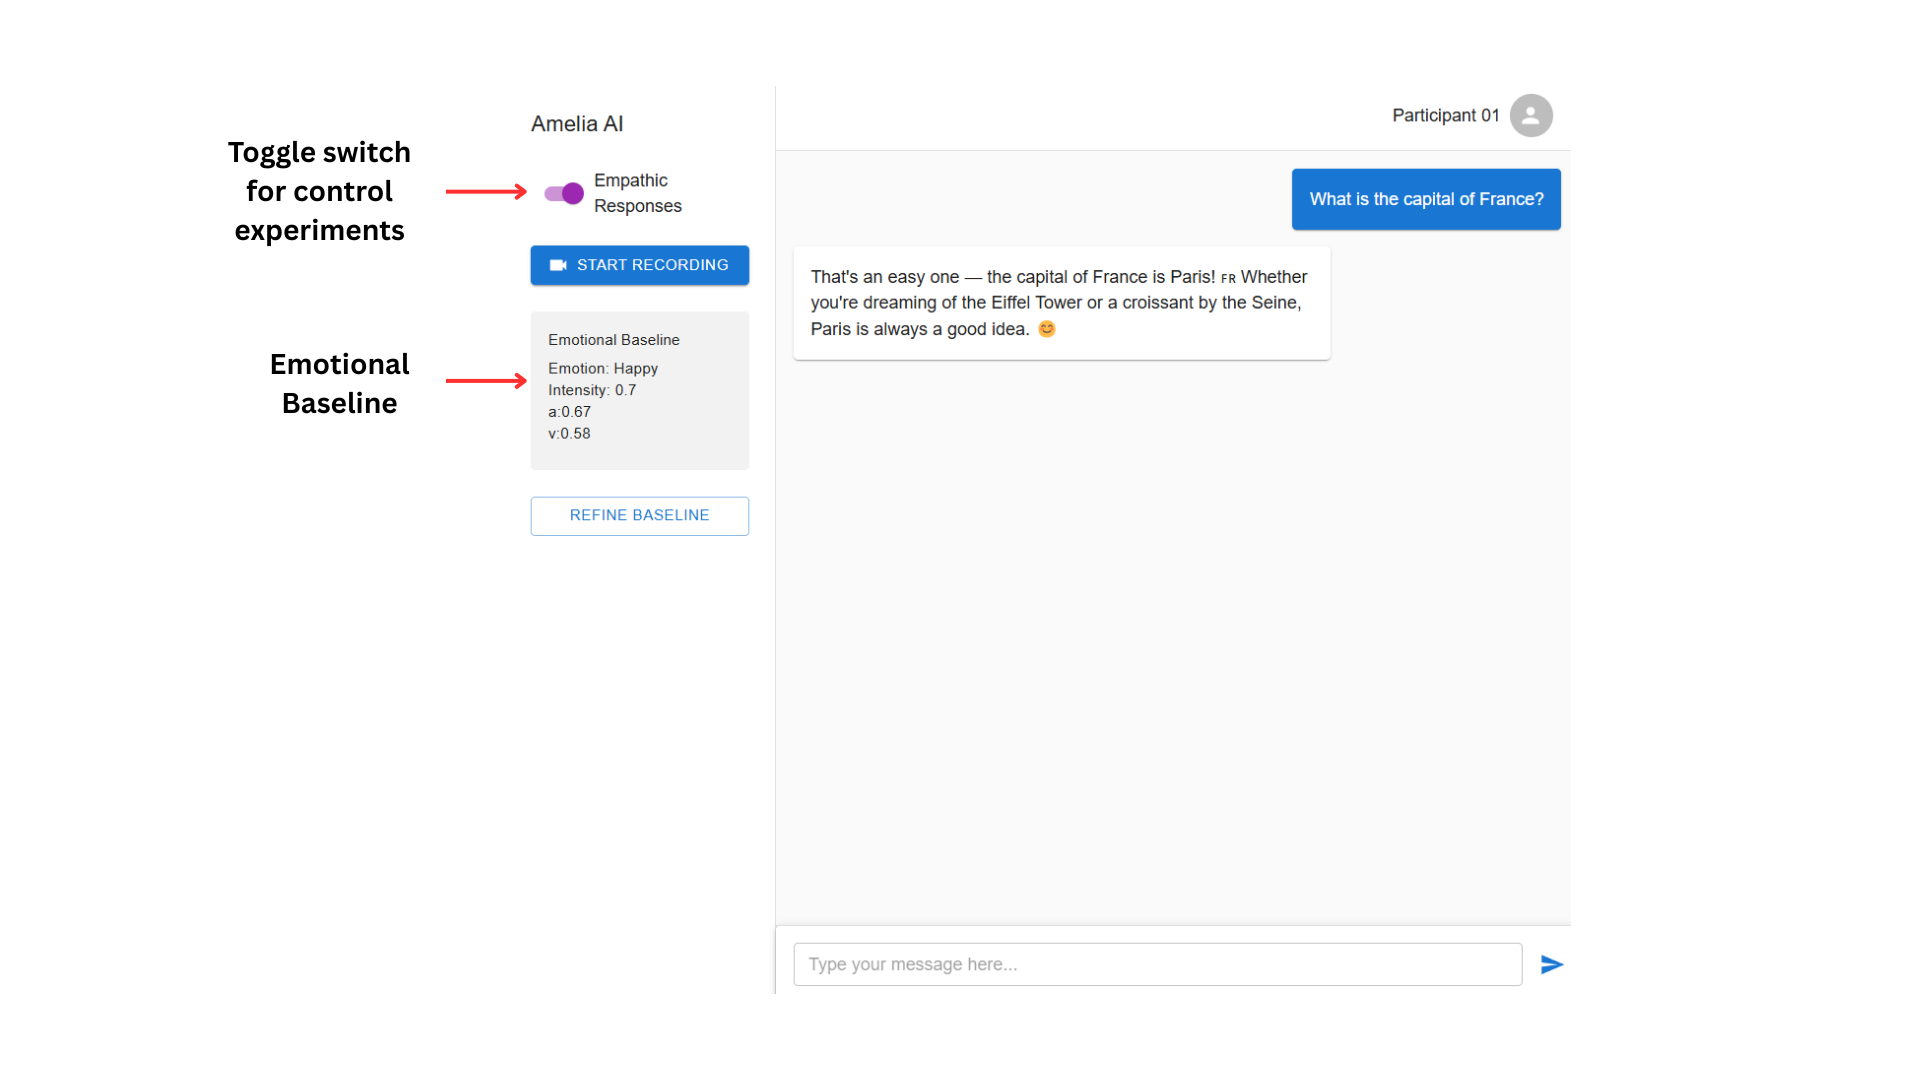 Toggle switch
for control
experiments
Emotional
Baseline
Amelia AI
Empathic
Responses
START RECORDING
Emotional Baseline
Emotion: Happy
Intensity: 0.7
a:0.67
v:0.58
REFINE BASELINE
Participant 01
What is the capital of France?
That's an easy one — the capital of France is Paris! FR Whether
you're dreaming of the Eiffel Tower or a croissant by the Seine,
Paris is always a good idea. 😊
Type your message here...